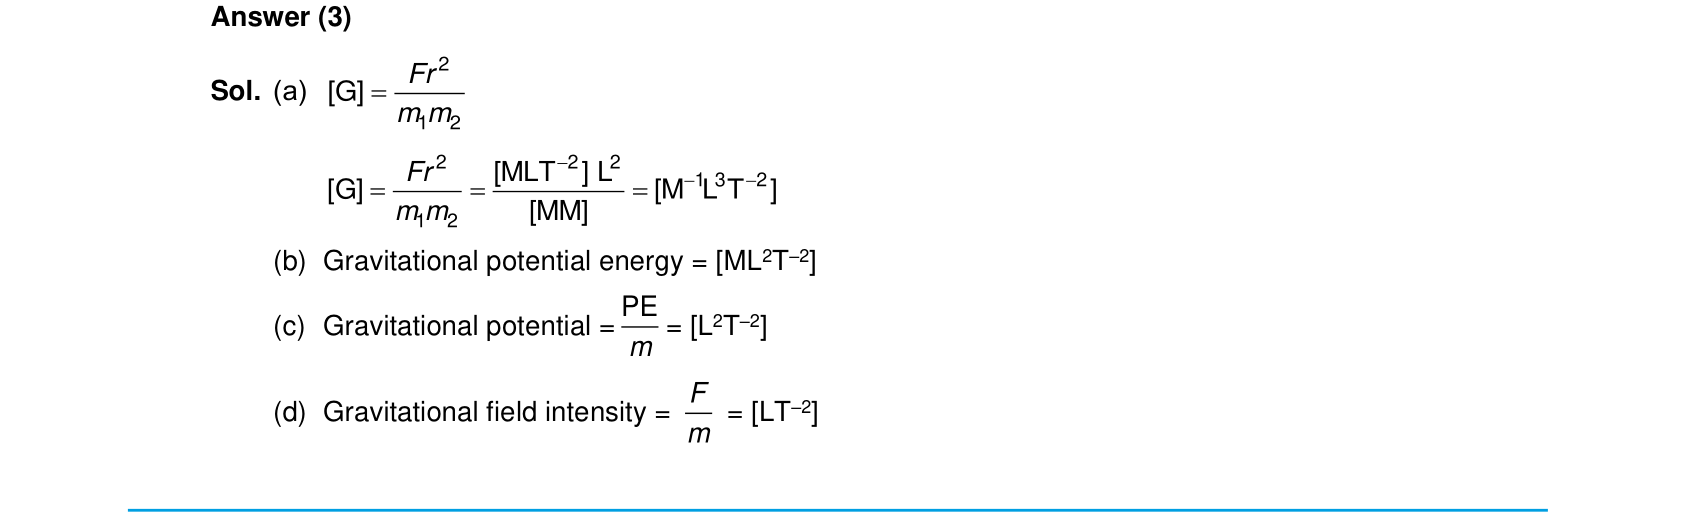 Answer (3)
Sol. (a) [G] = Fr²/m₁m₂
[G] = Fr²/m₁m₂ = [MLT⁻²] L²/[MM] = [M⁻¹L³T⁻²]
(b) Gravitational potential energy = [ML²T⁻²]
(c) Gravitational potential = PE/m = [L²T⁻²]
(d) Gravitational field intensity = F/m = [LT⁻²]